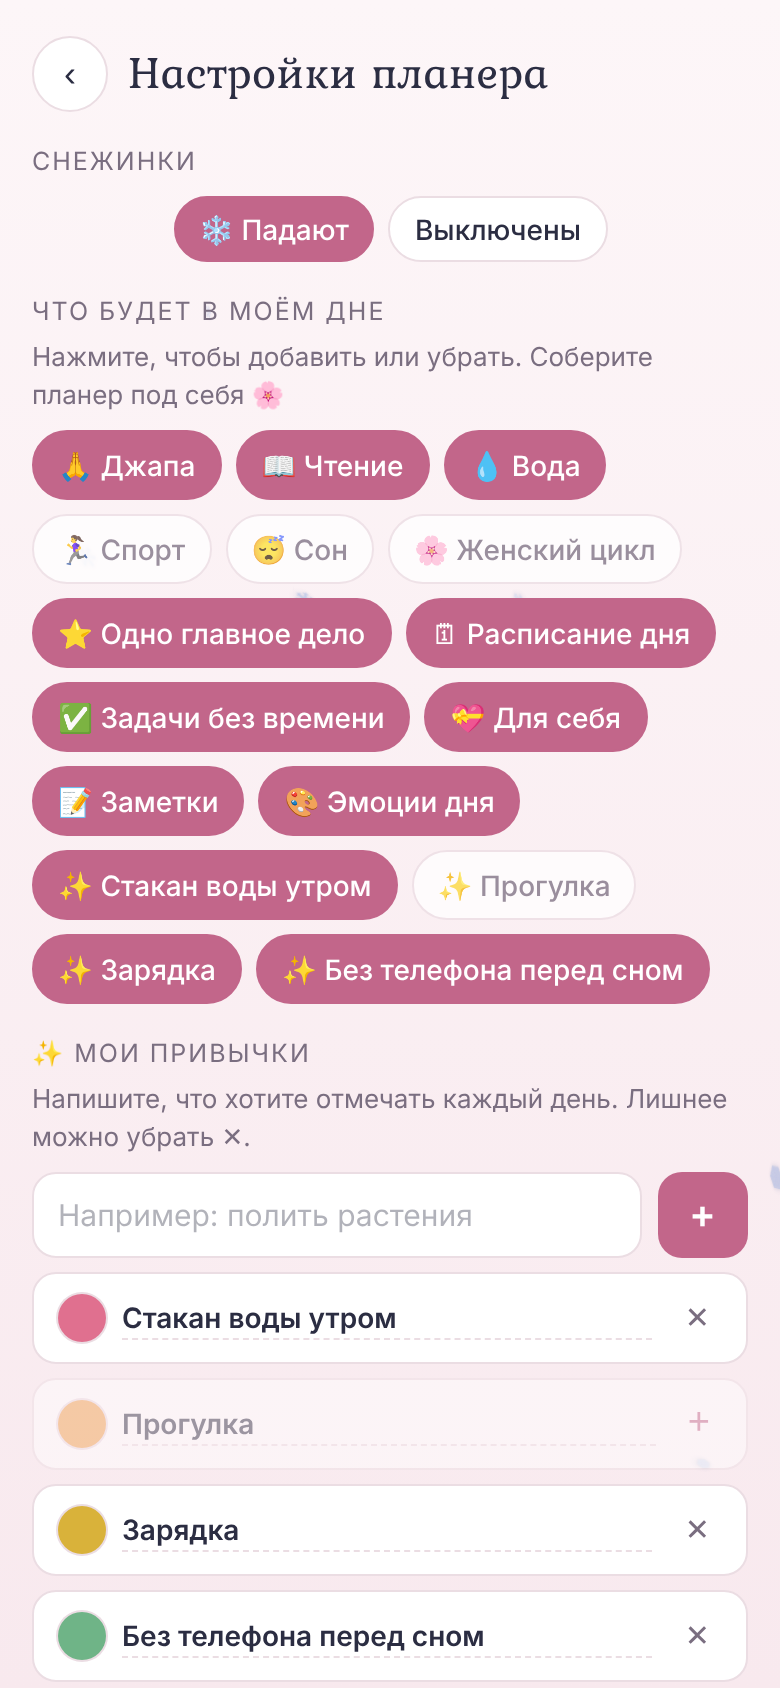 ‹ Настройки планера
СНЕЖИНКИ
❄️ Падают Выключены
ЧТО БУДЕТ В МОЁМ ДНЕ
Нажмите, чтобы добавить или убрать. Соберите
планер под себя 🌸
🙏 Джапа 📖 Чтение 💧 Вода
🏃‍♀️ Спорт 😴 Сон 🌸 Женский цикл
⭐ Одно главное дело 🗓 Расписание дня
✅ Задачи без времени 💝 Для себя
📝 Заметки 🎨 Эмоции дня
✨ Стакан воды утром ✨ Прогулка
✨ Зарядка ✨ Без телефона перед сном
✨ МОИ ПРИВЫЧКИ
Напишите, что хотите отмечать каждый день. Лишнее
можно убрать ✕.
Например: полить растения +
Стакан воды утром ✕
Прогулка +
Зарядка ✕
Без телефона перед сном ✕